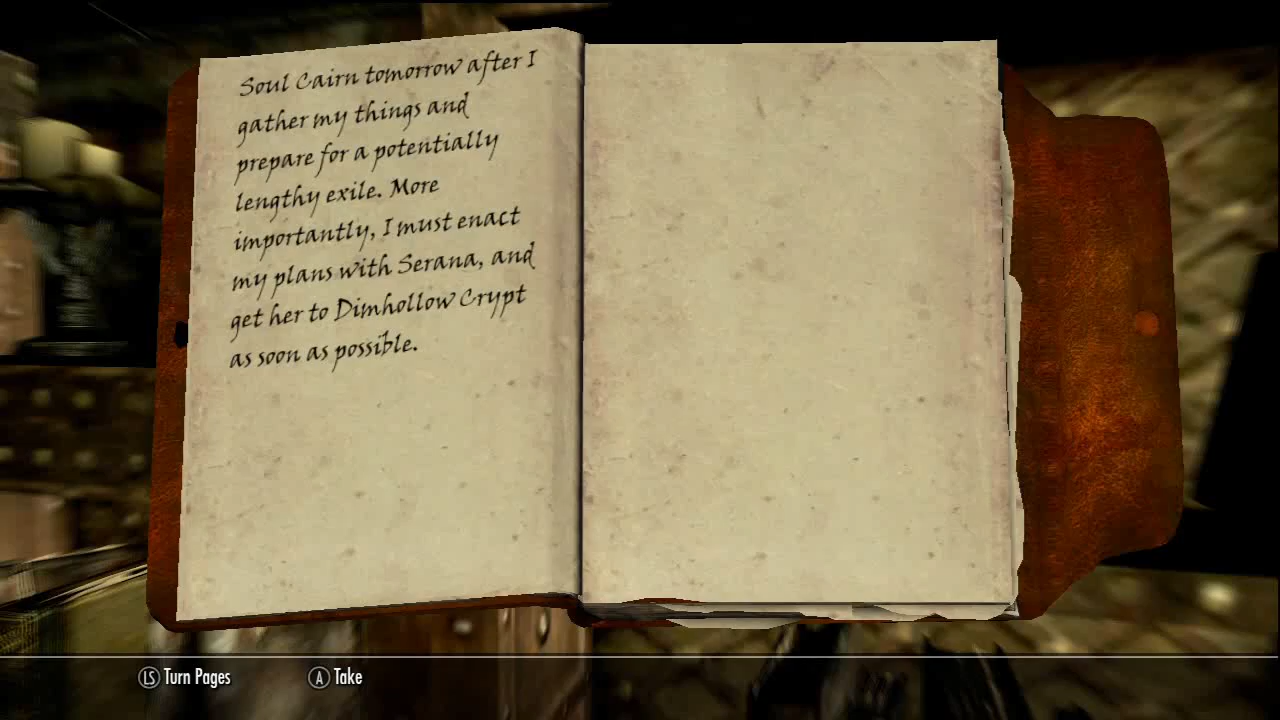 Soul Cairn tomorrow after I
gather my things and
prepare for a potentially
lengthy exile. More
importantly, I must enact
my plans with Serana, and
get her to Dimhollow Crypt
as soon as possible.
LS Turn Pages
A Take